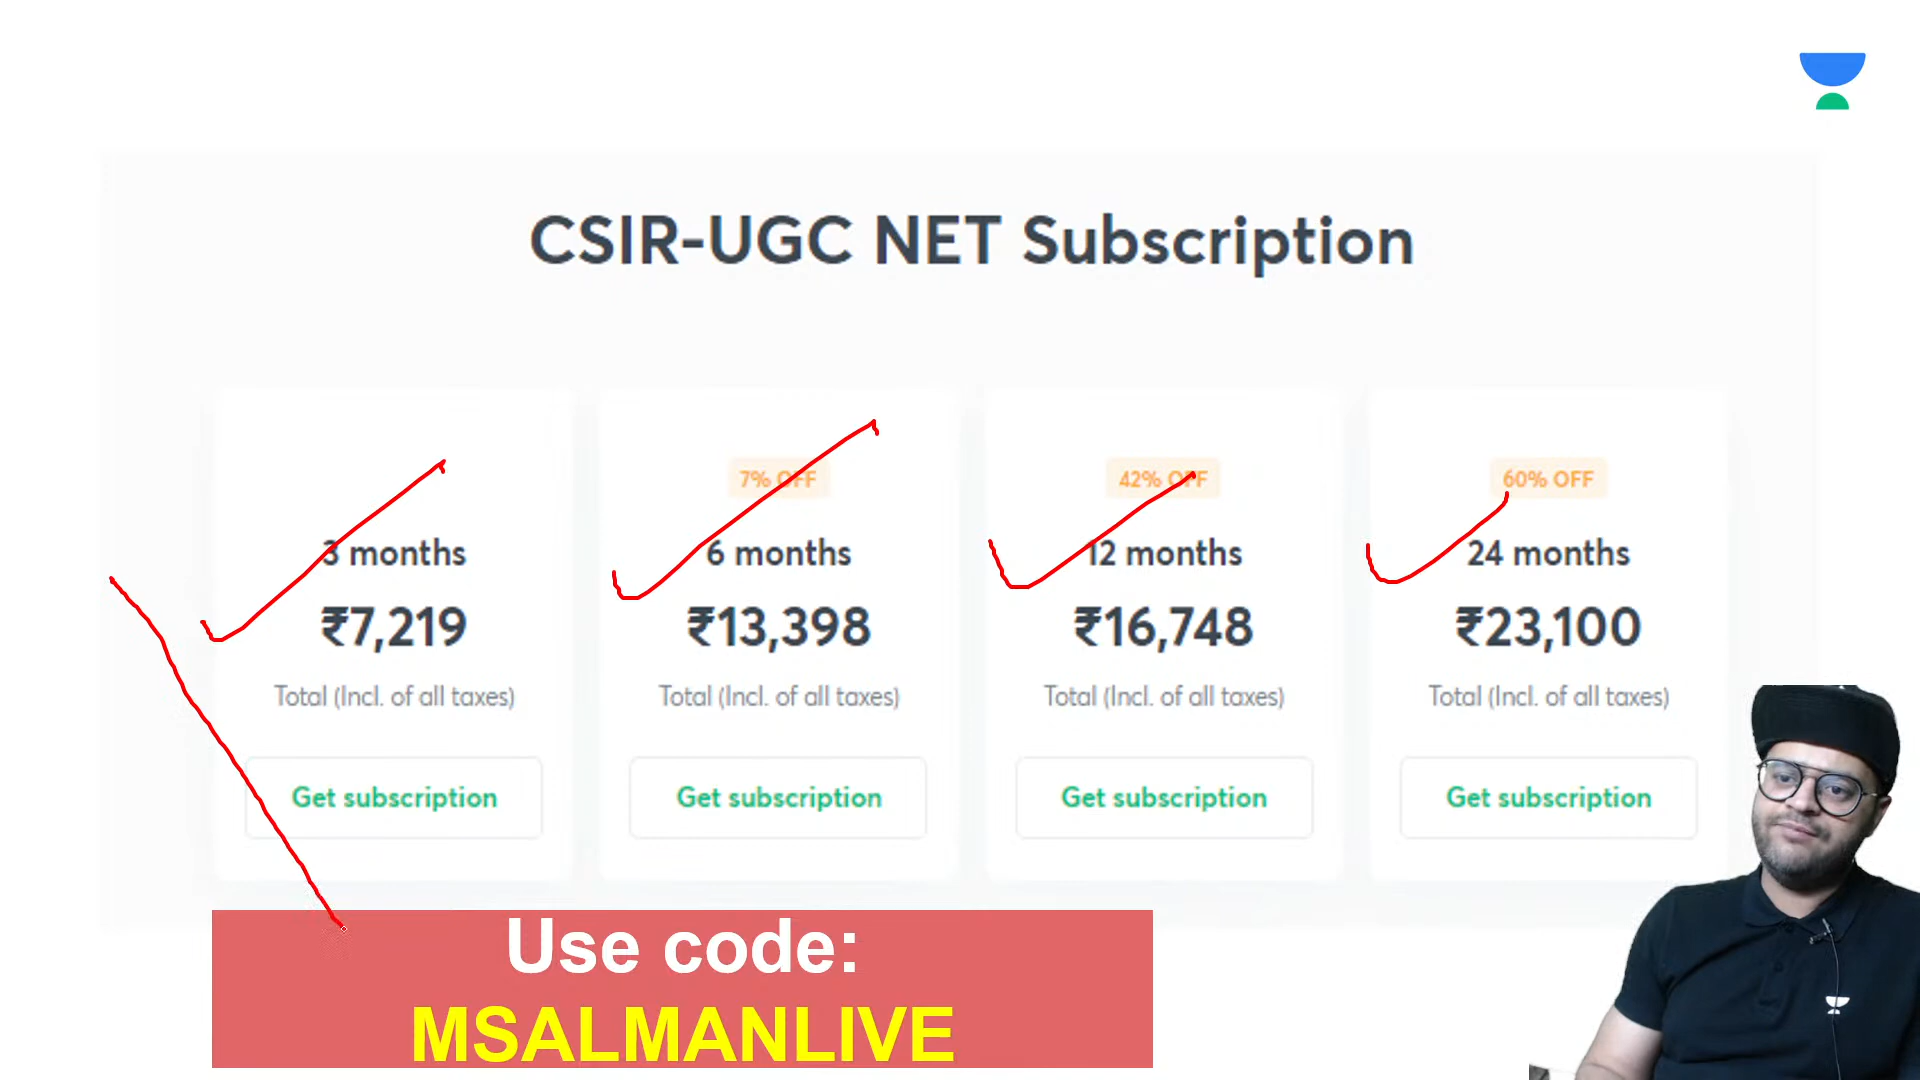 CSIR-UGC NET Subscription
3 months
₹7,219
Total (Incl. of all taxes)
Get subscription
7% OFF
6 months
₹13,398
Total (Incl. of all taxes)
Get subscription
42% OFF
12 months
₹16,748
Total (Incl. of all taxes)
Get subscription
60% OFF
24 months
₹23,100
Total (Incl. of all taxes)
Get subscription
Use code:
MSALMANLIVE